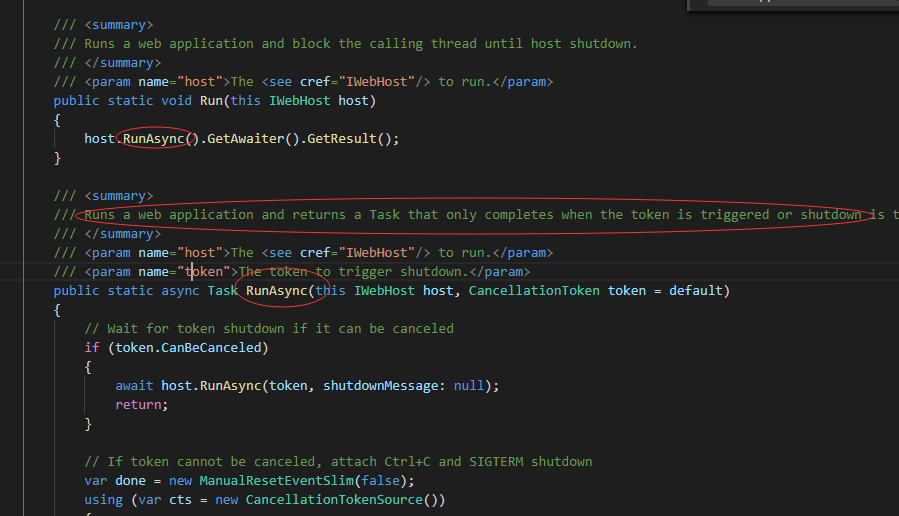 /// <summary>
/// Runs a web application and block the calling thread until host shutdown.
/// </summary>
/// <param name="host">The <see cref="IWebHost"/> to run.</param>
public static void Run(this IWebHost host)
{
host.RunAsync().GetAwaiter().GetResult();
}
/// <summary>
/// Runs a web application and returns a Task that only completes when the token is triggered or shutdown is t
/// </summary>
/// <param name="host">The <see cref="IWebHost"/> to run.</param>
/// <param name="token">The token to trigger shutdown.</param>
public static async Task RunAsync(this IWebHost host, CancellationToken token = default)
{
// Wait for token shutdown if it can be canceled
if (token.CanBeCanceled)
{
await host.RunAsync(token, shutdownMessage: null);
return;
}
// If token cannot be canceled, attach Ctrl+C and SIGTERM shutdown
var done = new ManualResetEventSlim(false);
using (var cts = new CancellationTokenSource())